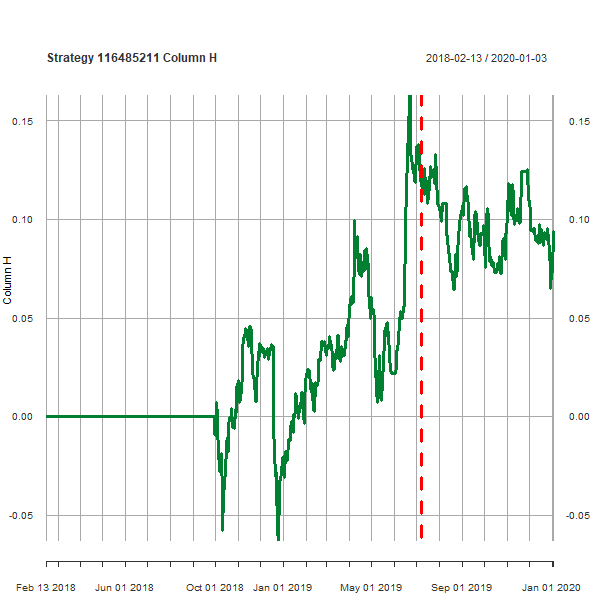 Strategy 116485211 Column H
2018-02-13 / 2020-01-03
0.15 0.15
0.10 0.10
Column H
0.05 0.05
0.00 0.00
-0.05 -0.05
Feb 13 2018 Jun 01 2018 Oct 01 2018 Jan 01 2019 May 01 2019 Sep 01 2019 Jan 01 2020